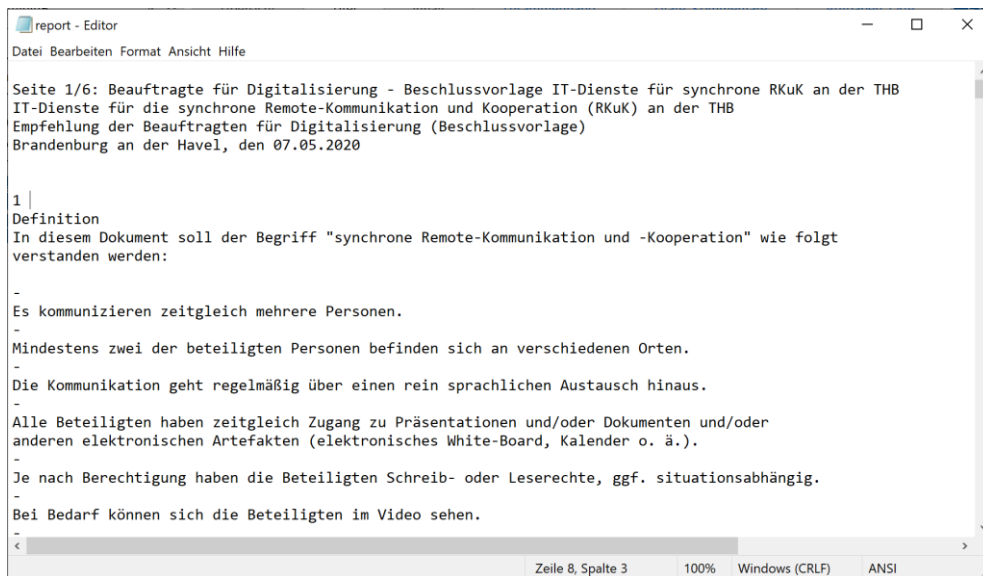 report - Editor
Datei Bearbeiten Format Ansicht Hilfe
Seite 1/6: Beauftragte für Digitalisierung - Beschlussvorlage IT-Dienste für synchrone RKuK an der THB
IT-Dienste für die synchrone Remote-Kommunikation und Kooperation (RKuK) an der THB
Empfehlung der Beauftragten für Digitalisierung (Beschlussvorlage)
Brandenburg an der Havel, den 07.05.2020
1
Definition
In diesem Dokument soll der Begriff "synchrone Remote-Kommunikation und -Kooperation" wie folgt
verstanden werden:
-
Es kommunizieren zeitgleich mehrere Personen.
-
Mindestens zwei der beteiligten Personen befinden sich an verschiedenen Orten.
-
Die Kommunikation geht regelmäßig über einen rein sprachlichen Austausch hinaus.
-
Alle Beteiligten haben zeitgleich Zugang zu Präsentationen und/oder Dokumenten und/oder
anderen elektronischen Artefakten (elektronisches White-Board, Kalender o. ä.).
-
Je nach Berechtigung haben die Beteiligten Schreib- oder Leserechte, ggf. situationsabhängig.
-
Bei Bedarf können sich die Beteiligten im Video sehen.
-
Zeile 8, Spalte 3 100% Windows (CRLF) ANSI